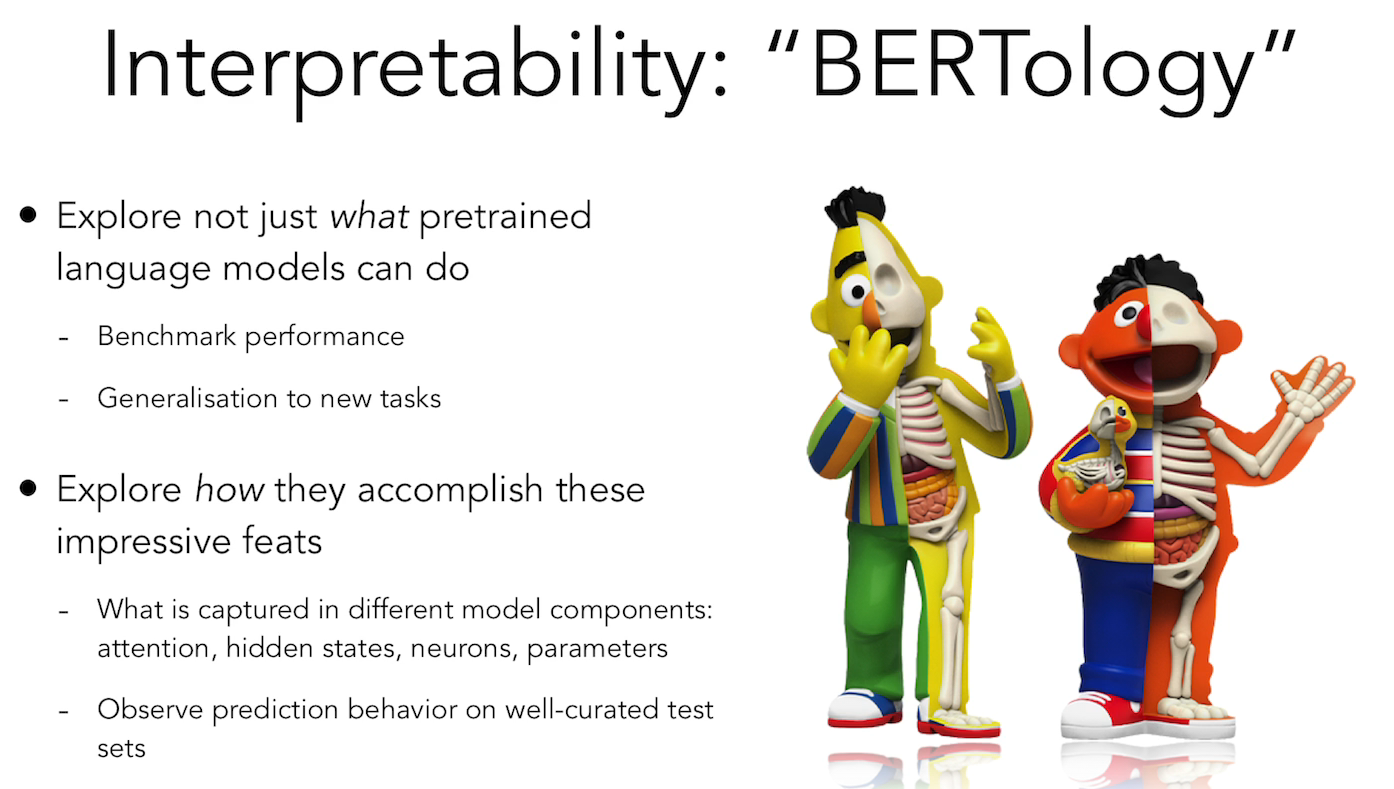 Interpretability: “BERTology”
• Explore not just what pretrained
language models can do
- Benchmark performance
- Generalisation to new tasks
• Explore how they accomplish these
impressive feats
- What is captured in different model components:
attention, hidden states, neurons, parameters
- Observe prediction behavior on well-curated test
sets